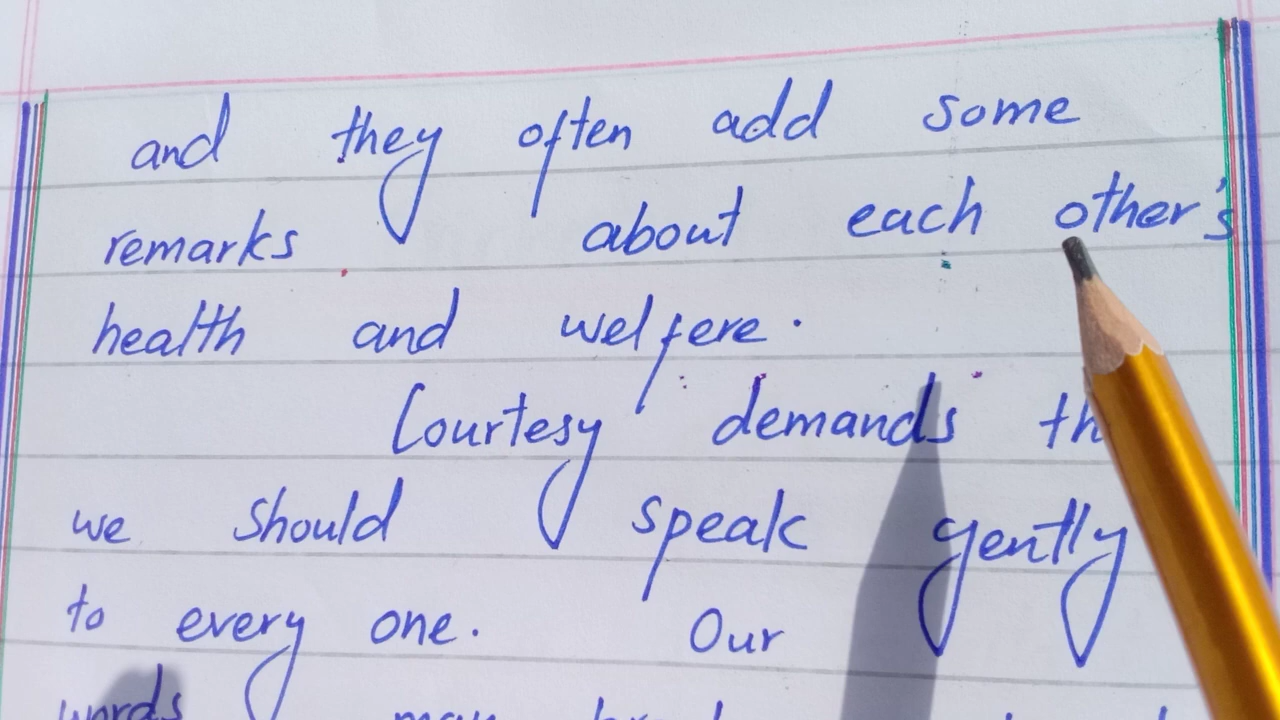 and they often add some
remarks about each other's
health and welfere.
Courtesy demands
we should speak gently
to every one. Our
words